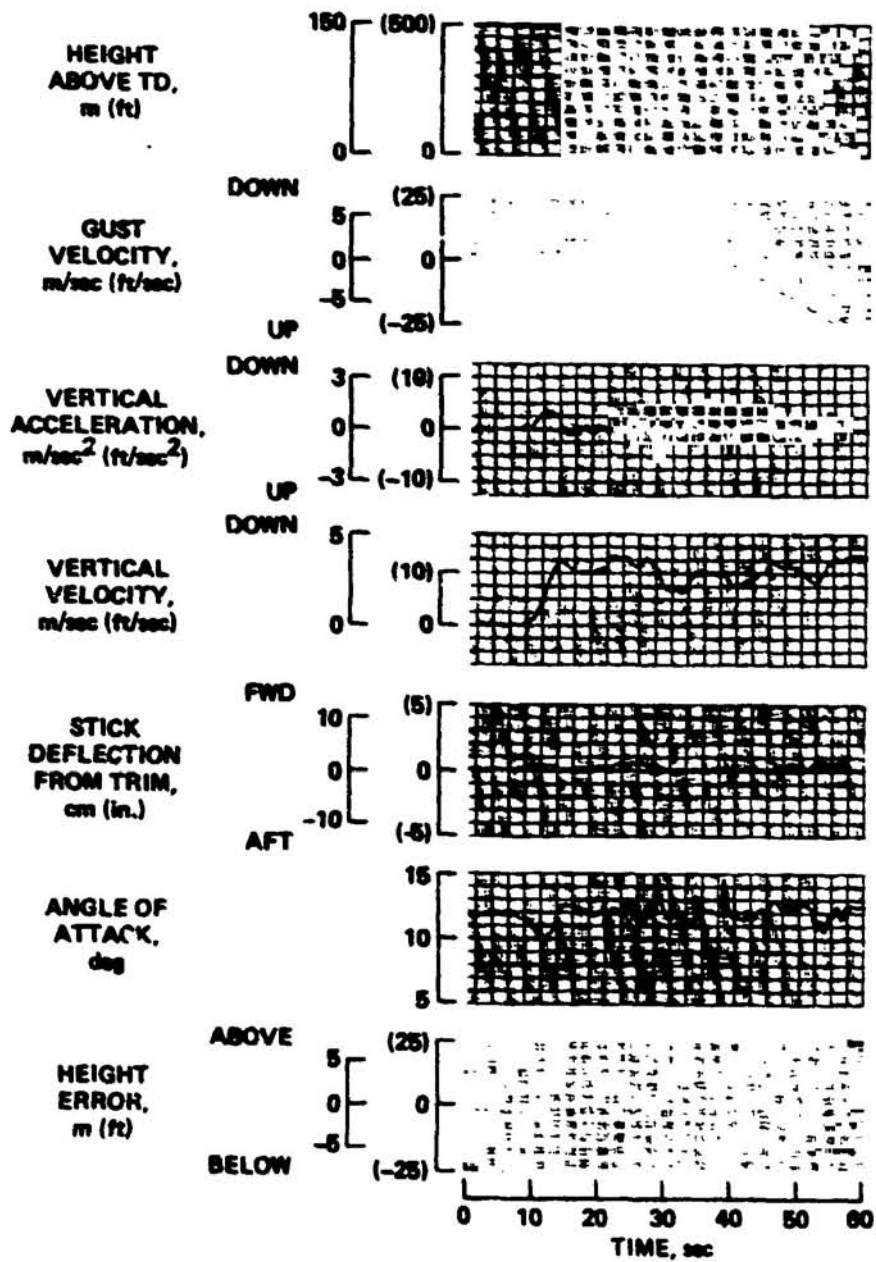 HEIGHT
ABOVE TD,
m (ft)
150 (500)
0 0
GUST
VELOCITY,
m/sec (ft/sec)
DOWN
UP
5 (25)
0 0
-5 (-25)
VERTICAL
ACCELERATION,
m/sec2 (ft/sec2)
DOWN
UP
3 (10)
0 0
-3 (-10)
VERTICAL
VELOCITY,
m/sec (ft/sec)
DOWN
5 (10)
0 0
STICK
DEFLECTION
FROM TRIM,
cm (in.)
FWD
AFT
10 (5)
0 0
-10 (-5)
ANGLE OF
ATTACK,
deg
15
10
5
HEIGHT
ERROR,
m (ft)
ABOVE
BELOW
5 (25)
0 0
-5 (-25)
0 10 20 30 40 50 60
TIME, sec